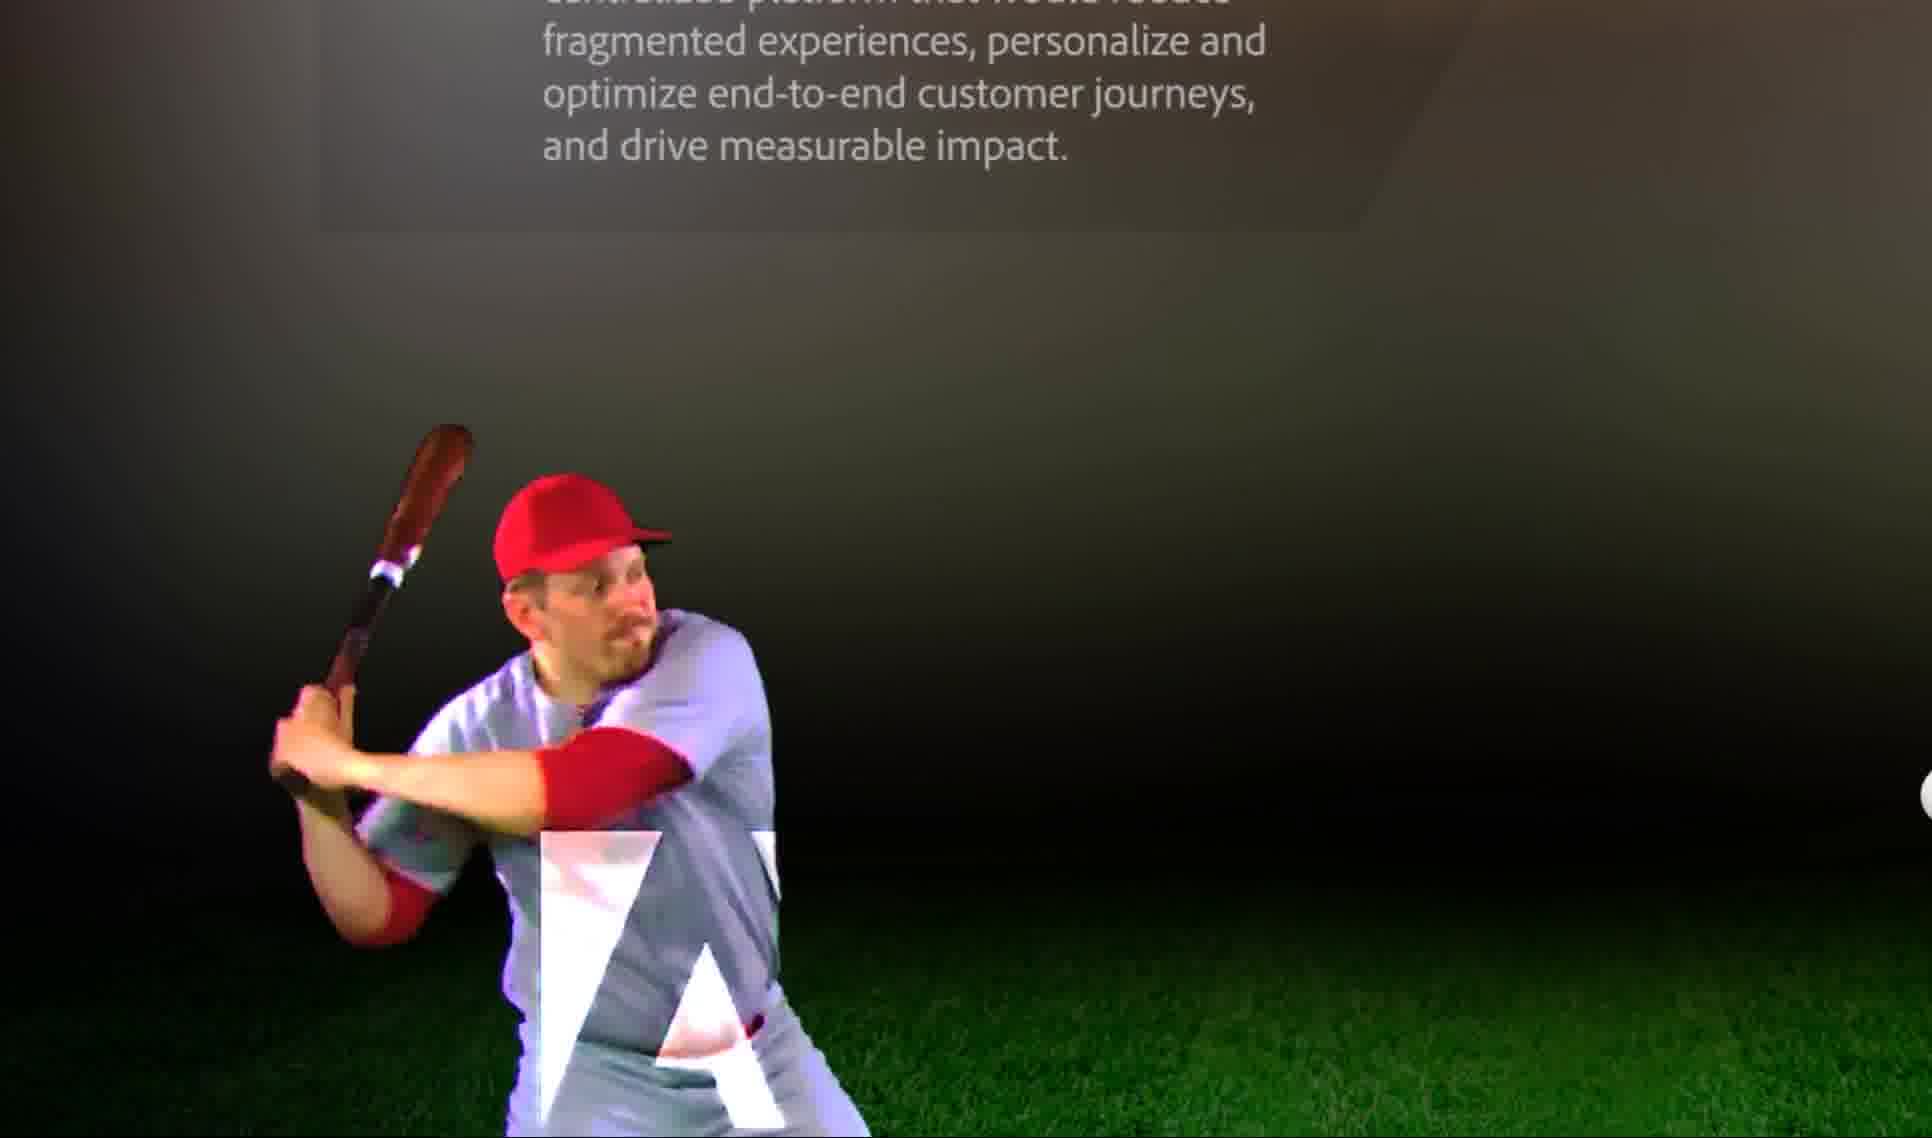 fragmented experiences, personalize and
optimize end-to-end customer journeys,
and drive measurable impact.